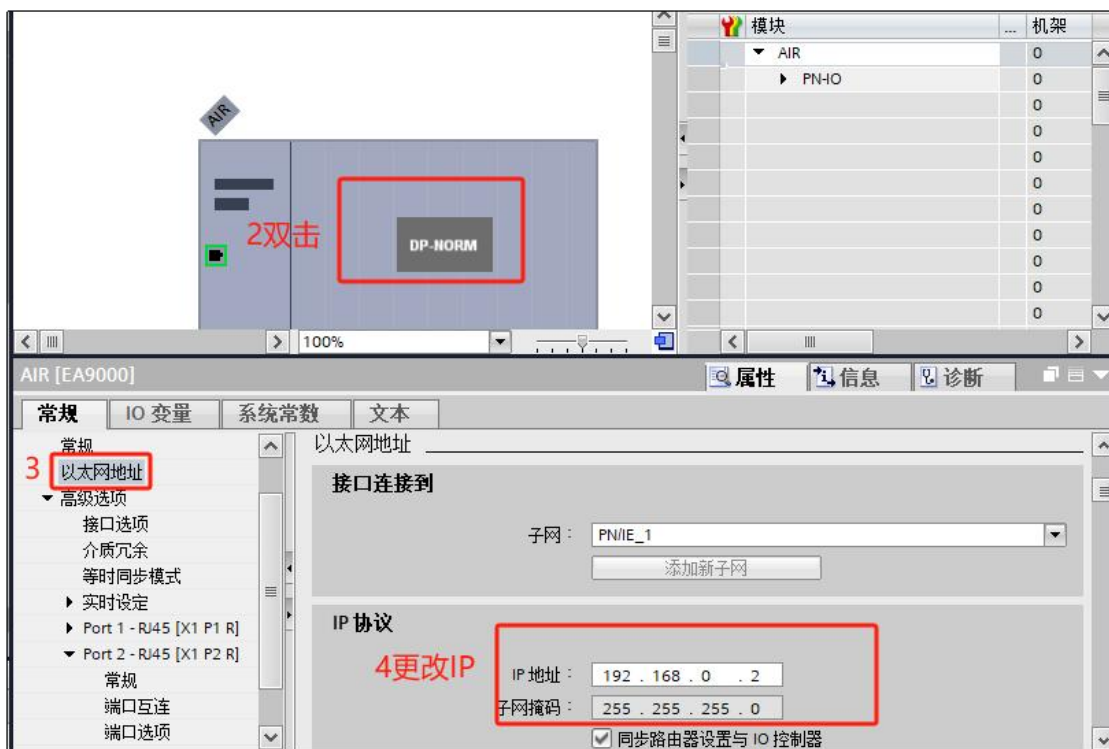 模块 ... 机架
AIR 0
PN-IO 0
0
0
0
0
0
0
0
0
0
AIR
2双击
DP-NORM
100%
AIR [EA9000] 属性 信息 诊断
常规 IO 变量 系统常数 文本
常规
3 以太网地址
高级选项
接口选项
介质冗余
等时同步模式
实时设定
Port 1 - RJ45 [X1 P1 R]
Port 2 - RJ45 [X1 P2 R]
常规
端口互连
端口选项
以太网地址
接口连接到
子网： PN/IE_1
添加新子网
IP 协议
4更改IP
IP 地址： 192 . 168 . 0 . 2
子网掩码： 255 . 255 . 255 . 0
同步路由器设置与 IO 控制器